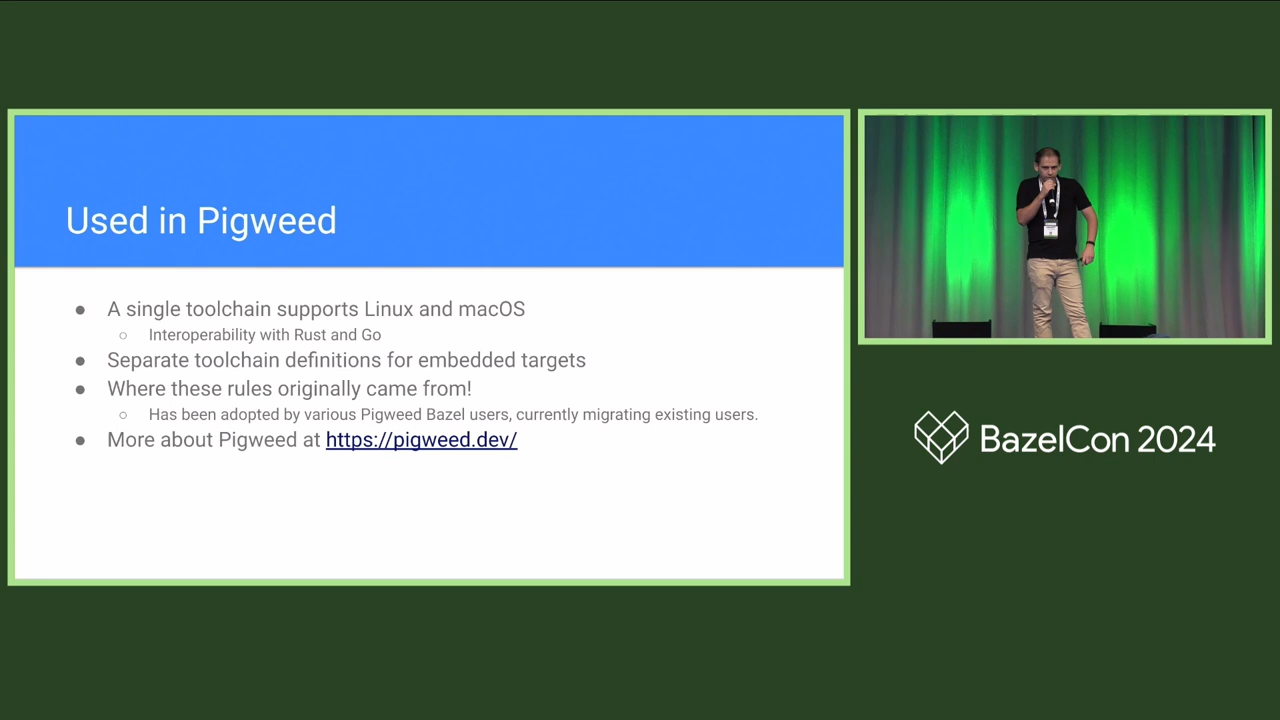 Used in Pigweed
● A single toolchain supports Linux and macOS
○ Interoperability with Rust and Go
● Separate toolchain definitions for embedded targets
● Where these rules originally came from!
○ Has been adopted by various Pigweed Bazel users, currently migrating existing users.
● More about Pigweed at https://pigweed.dev/
BazelCon 2024